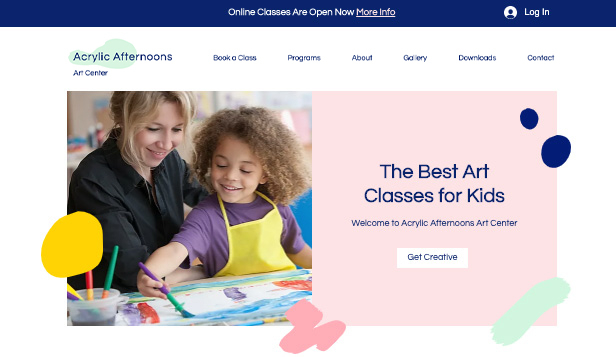 Online Classes Are Open Now More Info
Log In
Acrylic Afternoons
Art Center
Book a Class
Programs
About
Gallery
Downloads
Contact
The Best Art
Classes for Kids
Welcome to Acrylic Afternoons Art Center
Get Creative